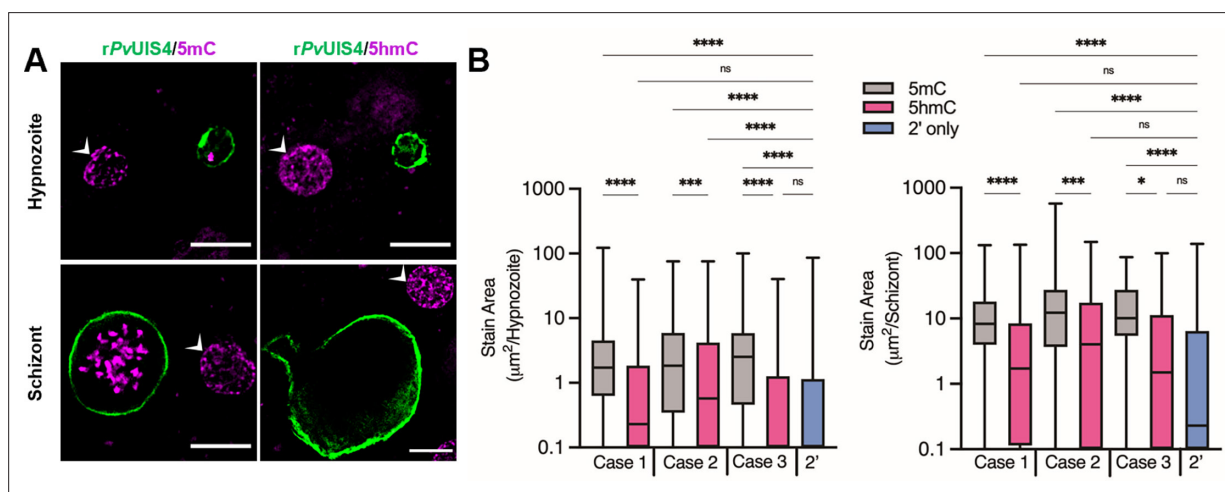 A
rPvUIS4/5mC
rPvUIS4/5hmC
Hypnozoite
Schizont
B
****
ns
****
****
****
****
***
****
ns
1000
100
10
1
0.1
Stain Area
(μm²/Hypnozoite)
Case 1
Case 2
Case 3
2'
5mC
5hmC
2' only
****
ns
****
ns
****
****
***
*
ns
1000
100
10
1
0.1
Stain Area
(μm²/Schizont)
Case 1
Case 2
Case 3
2'